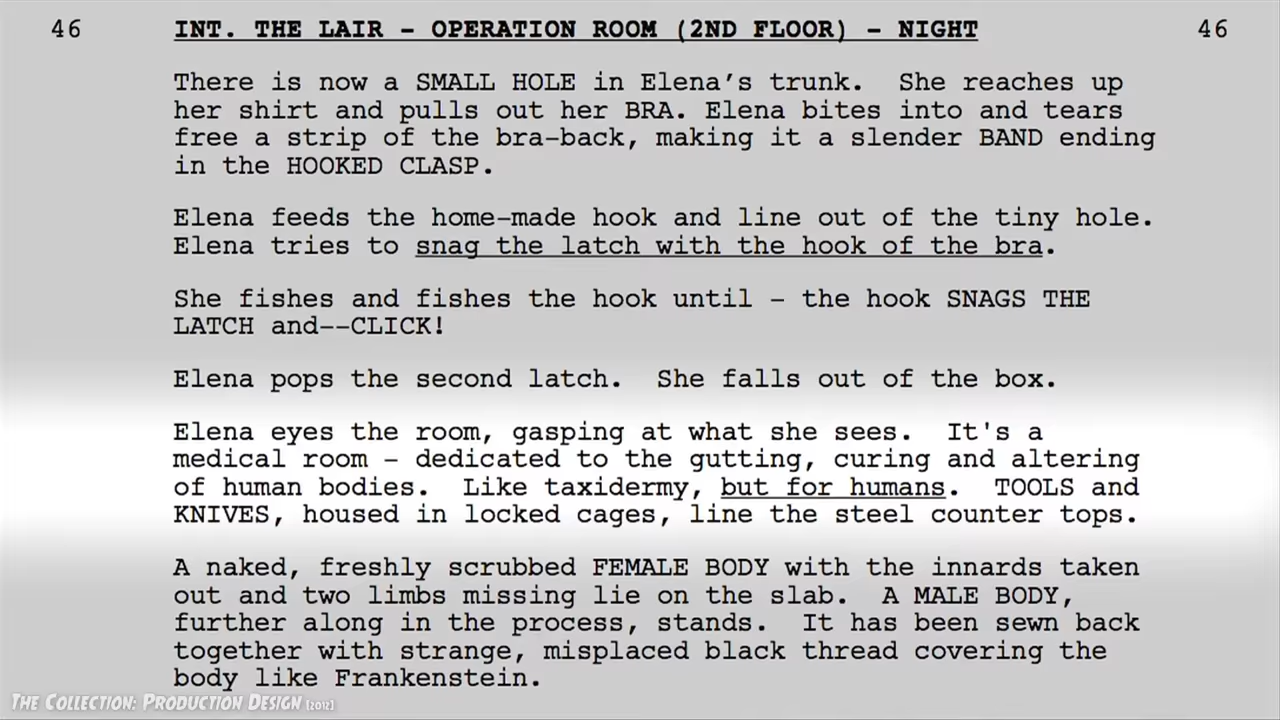 46 INT. THE LAIR – OPERATION ROOM (2ND FLOOR) – NIGHT 46
There is now a SMALL HOLE in Elena’s trunk.  She reaches up
her shirt and pulls out her BRA. Elena bites into and tears
free a strip of the bra-back, making it a slender BAND ending
in the HOOKED CLASP.
Elena feeds the home-made hook and line out of the tiny hole.
Elena tries to snag the latch with the hook of the bra.
She fishes and fishes the hook until – the hook SNAGS THE
LATCH and--CLICK!
Elena pops the second latch.  She falls out of the box.
Elena eyes the room, gasping at what she sees.  It's a
medical room – dedicated to the gutting, curing and altering
of human bodies.  Like taxidermy, but for humans.  TOOLS and
KNIVES, housed in locked cages, line the steel counter tops.
A naked, freshly scrubbed FEMALE BODY with the innards taken
out and two limbs missing lie on the slab.  A MALE BODY,
further along in the process, stands.  It has been sewn back
together with strange, misplaced black thread covering the
body like Frankenstein.
The Collection: Production Design [2012]